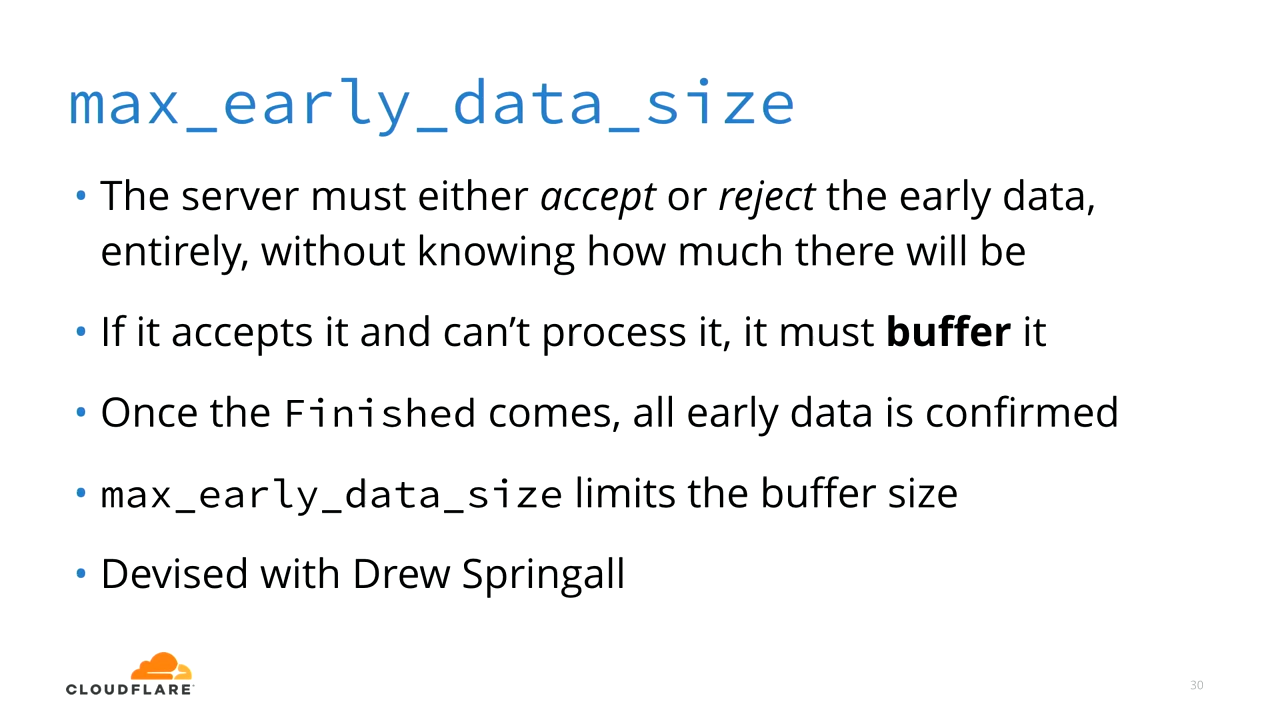 max_early_data_size
• The server must either accept or reject the early data,
entirely, without knowing how much there will be
• If it accepts it and can’t process it, it must buffer it
• Once the Finished comes, all early data is confirmed
• max_early_data_size limits the buffer size
• Devised with Drew Springall
CLOUDFLARE
30